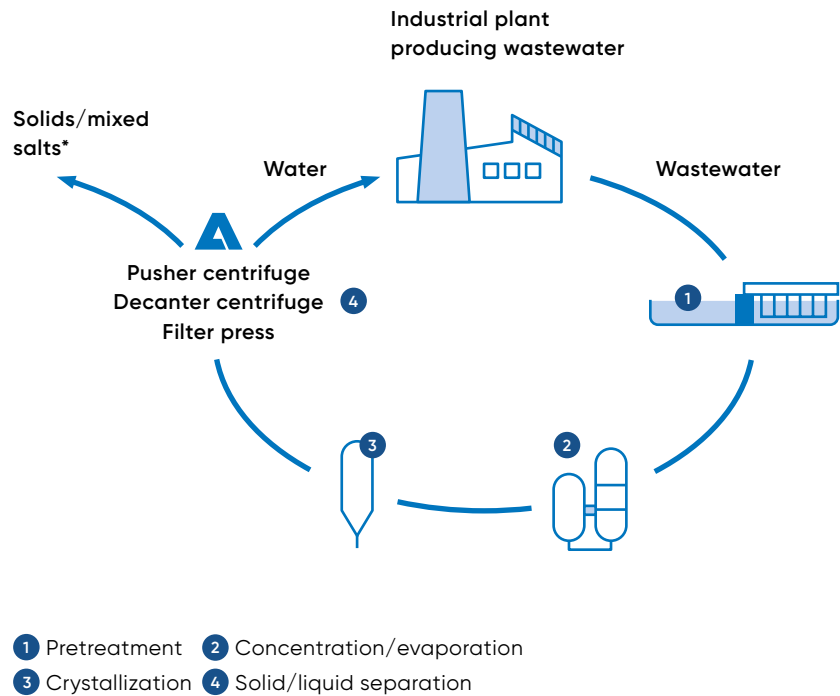 Industrial plant
producing wastewater
Solids/mixed
salts*
Water
Wastewater
Pusher centrifuge
Decanter centrifuge 4
Filter press
1
3
2
1 Pretreatment 2 Concentration/evaporation
3 Crystallization 4 Solid/liquid separation